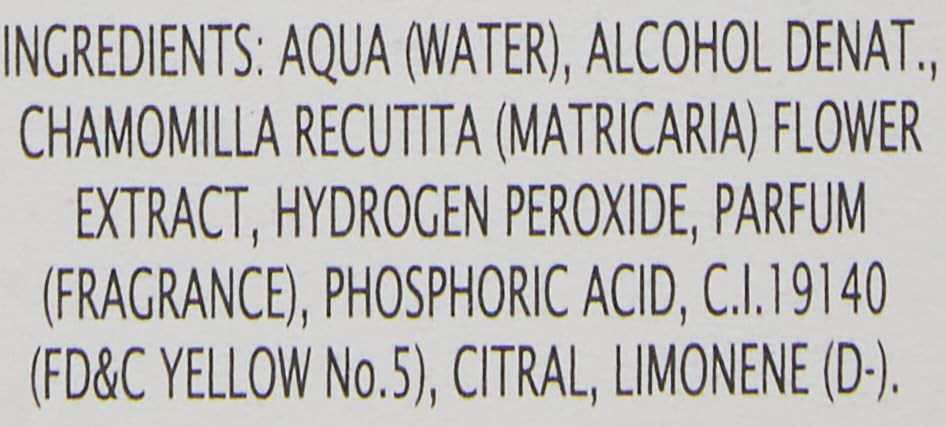 INGREDIENTS: AQUA (WATER), ALCOHOL DENAT.,
CHAMOMILLA RECUTITA (MATRICARIA) FLOWER
EXTRACT, HYDROGEN PEROXIDE, PARFUM
(FRAGRANCE), PHOSPHORIC ACID, C.I.19140
(FD&C YELLOW No.5), CITRAL, LIMONENE (D-).